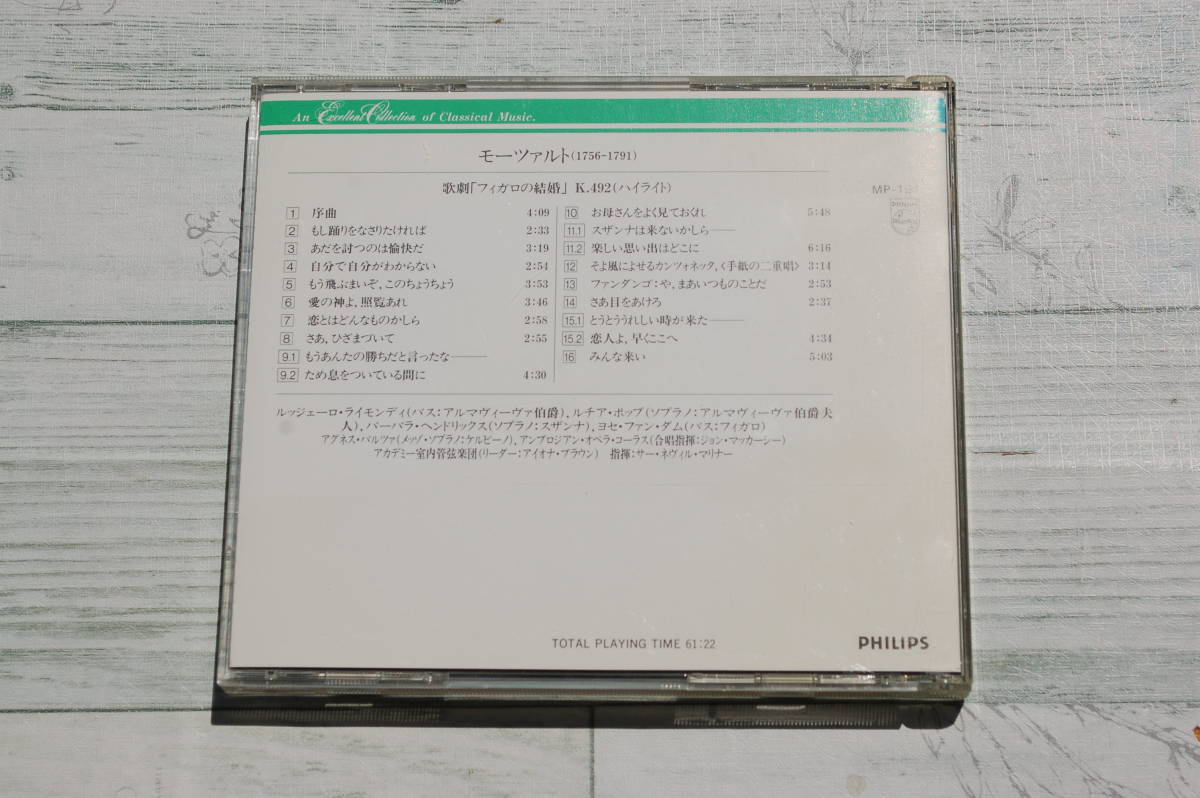 An Excellent Collection of Classical Music.
モーツァルト(1756-1791)
歌劇「フィガロの結婚」 K.492(ハイライト)
MP-19
PHILIPS
1 序曲 4:09
2 もし踊りをなさりたければ 2:33
3 あだを討つのは愉快だ 3:19
4 自分で自分がわからない 2:54
5 もう飛ぶまいぞ,このちょうちょう 3:53
6 愛の神よ,照覧あれ 3:46
7 恋とはどんなものかしら 2:58
8 さあ,ひざまづいて 2:55
9.1 もうあんたの勝ちだと言ったな——
9.2 ため息をついている間に 4:30
10 お母さんをよく見ておくれ 5:48
11.1 スザンナは来ないかしら——
11.2 楽しい思い出はどこに 6:16
12 そよ風によせるカンツォネッタ,〈手紙の二重唱〉 3:14
13 ファンダンゴ:や,まあいつものことだ 2:53
14 さあ目をあけろ 2:37
15.1 とうとううれしい時が来た——
15.2 恋人よ,早くここへ 4:34
16 みんな来い 5:03
ルッジェーロ・ライモンディ(バス:アルマヴィーヴァ伯爵),ルチア・ポップ(ソプラノ:アルマヴィーヴァ伯爵夫
人),バーバラ・ヘンドリックス(ソプラノ:スザンナ),ヨセ・ファン・ダム(バス:フィガロ)
アグネス・バルツァ(メッゾ・ソプラノ:ケルビーノ),アンブロジアン・オペラ・コーラス(合唱指揮:ジョン・マッカーシー)
アカデミー室内管弦楽団(リーダー:アイオナ・ブラウン) 指揮:サー・ネヴィル・マリナー
TOTAL PLAYING TIME 61:22
PHILIPS